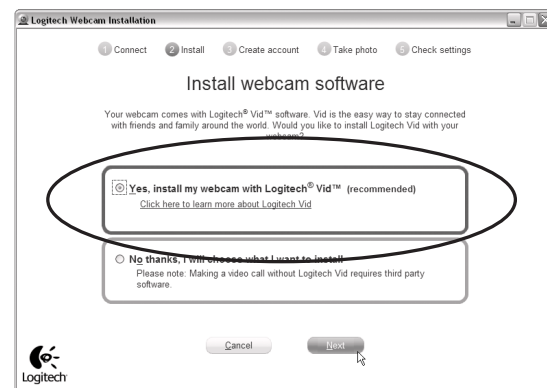 Logitech Webcam Installation
1 Connect 2 Install 3 Create account 4 Take photo 5 Check settings
Install webcam software
Your webcam comes with Logitech® Vid™ software. Vid is the easy way to stay connected
with friends and family around the world. Would you like to install Logitech Vid with your
webcam?
Yes, install my webcam with Logitech® Vid™ (recommended)
Click here to learn more about Logitech Vid
No thanks, I will choose what I want to install
Please note: Making a video call without Logitech Vid requires third party
software.
Cancel Next
Logitech